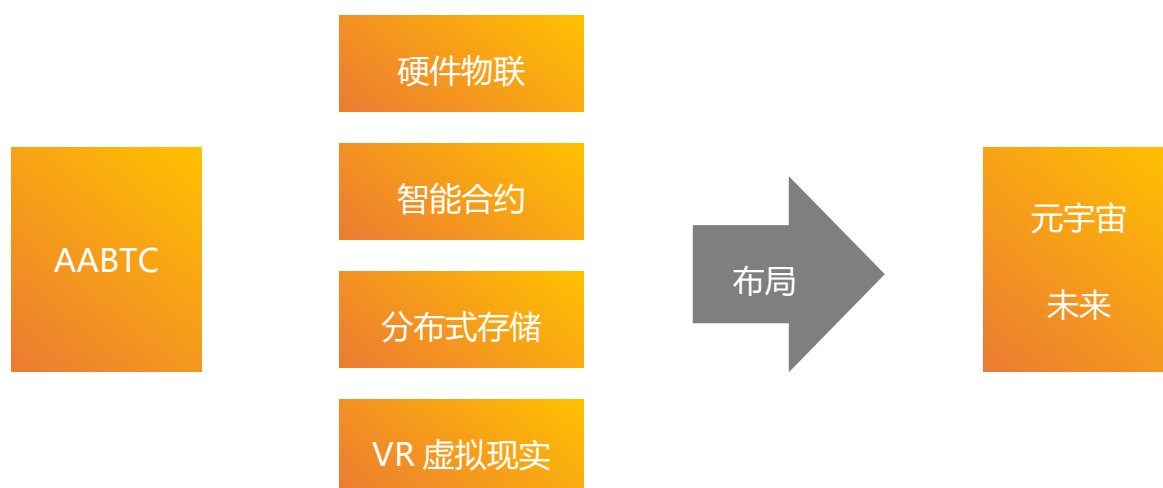 AABTC
硬件物联
智能合约
分布式存储
VR 虚拟现实
布局
元宇宙
未来